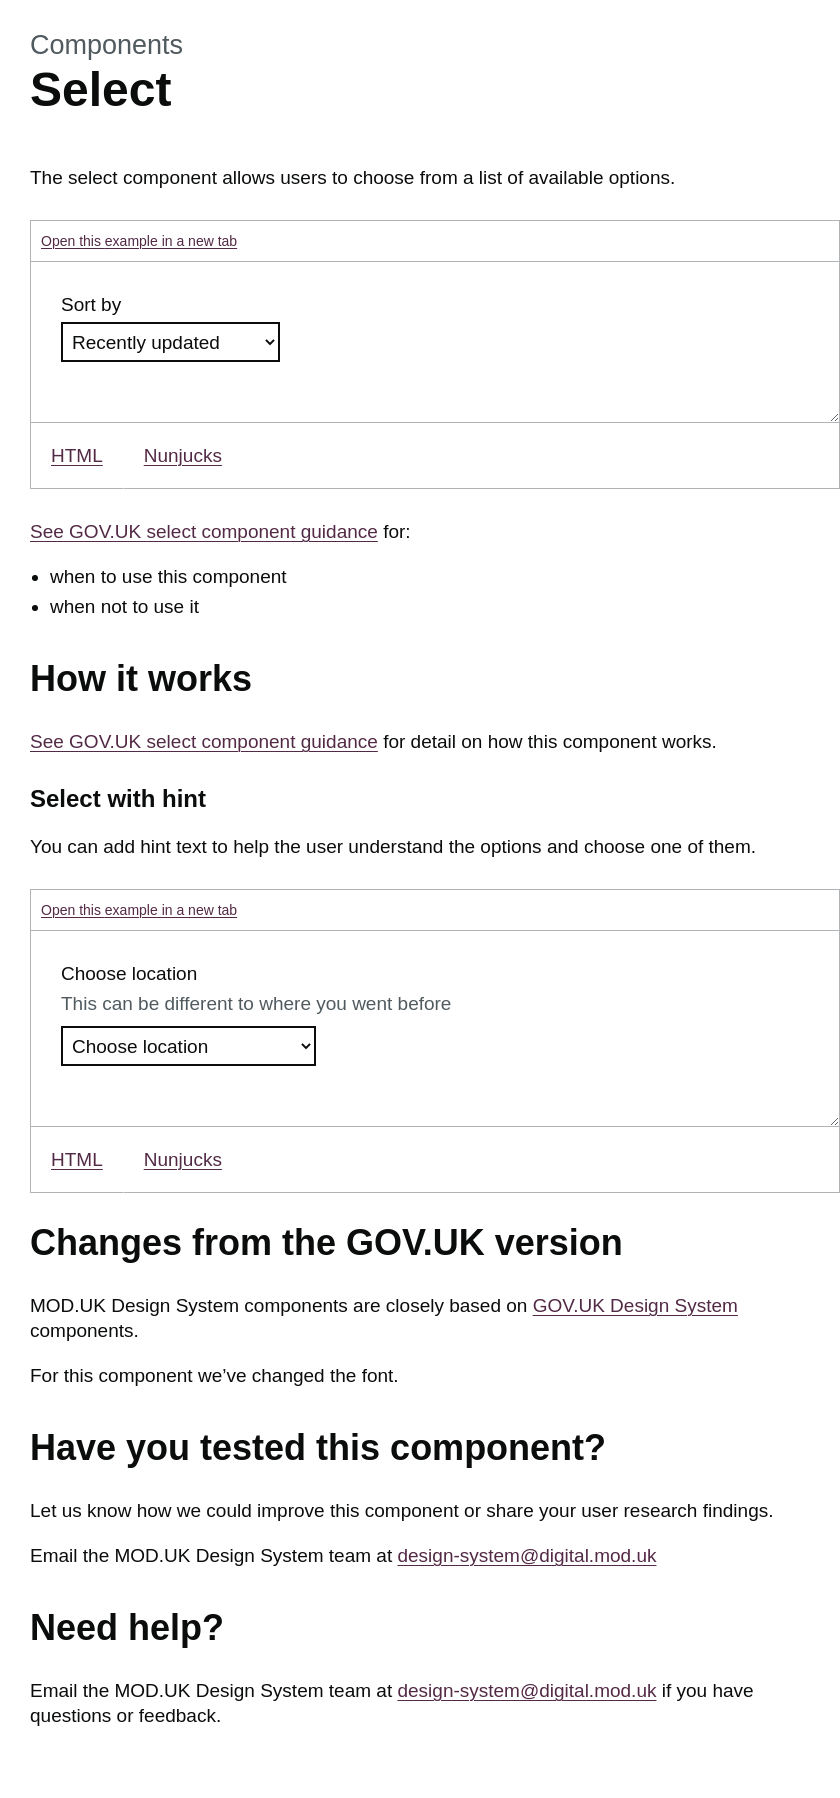 Components
Select
The select component allows users to choose from a list of available options.
Open this example in a new tab
Sort by
Recently updated
HTML Nunjucks
See GOV.UK select component guidance for:
• when to use this component
• when not to use it
How it works
See GOV.UK select component guidance for detail on how this component works.
Select with hint
You can add hint text to help the user understand the options and choose one of them.
Open this example in a new tab
Choose location
This can be different to where you went before
Choose location
HTML Nunjucks
Changes from the GOV.UK version
MOD.UK Design System components are closely based on GOV.UK Design System
components.
For this component we’ve changed the font.
Have you tested this component?
Let us know how we could improve this component or share your user research findings.
Email the MOD.UK Design System team at design-system@digital.mod.uk
Need help?
Email the MOD.UK Design System team at design-system@digital.mod.uk if you have
questions or feedback.